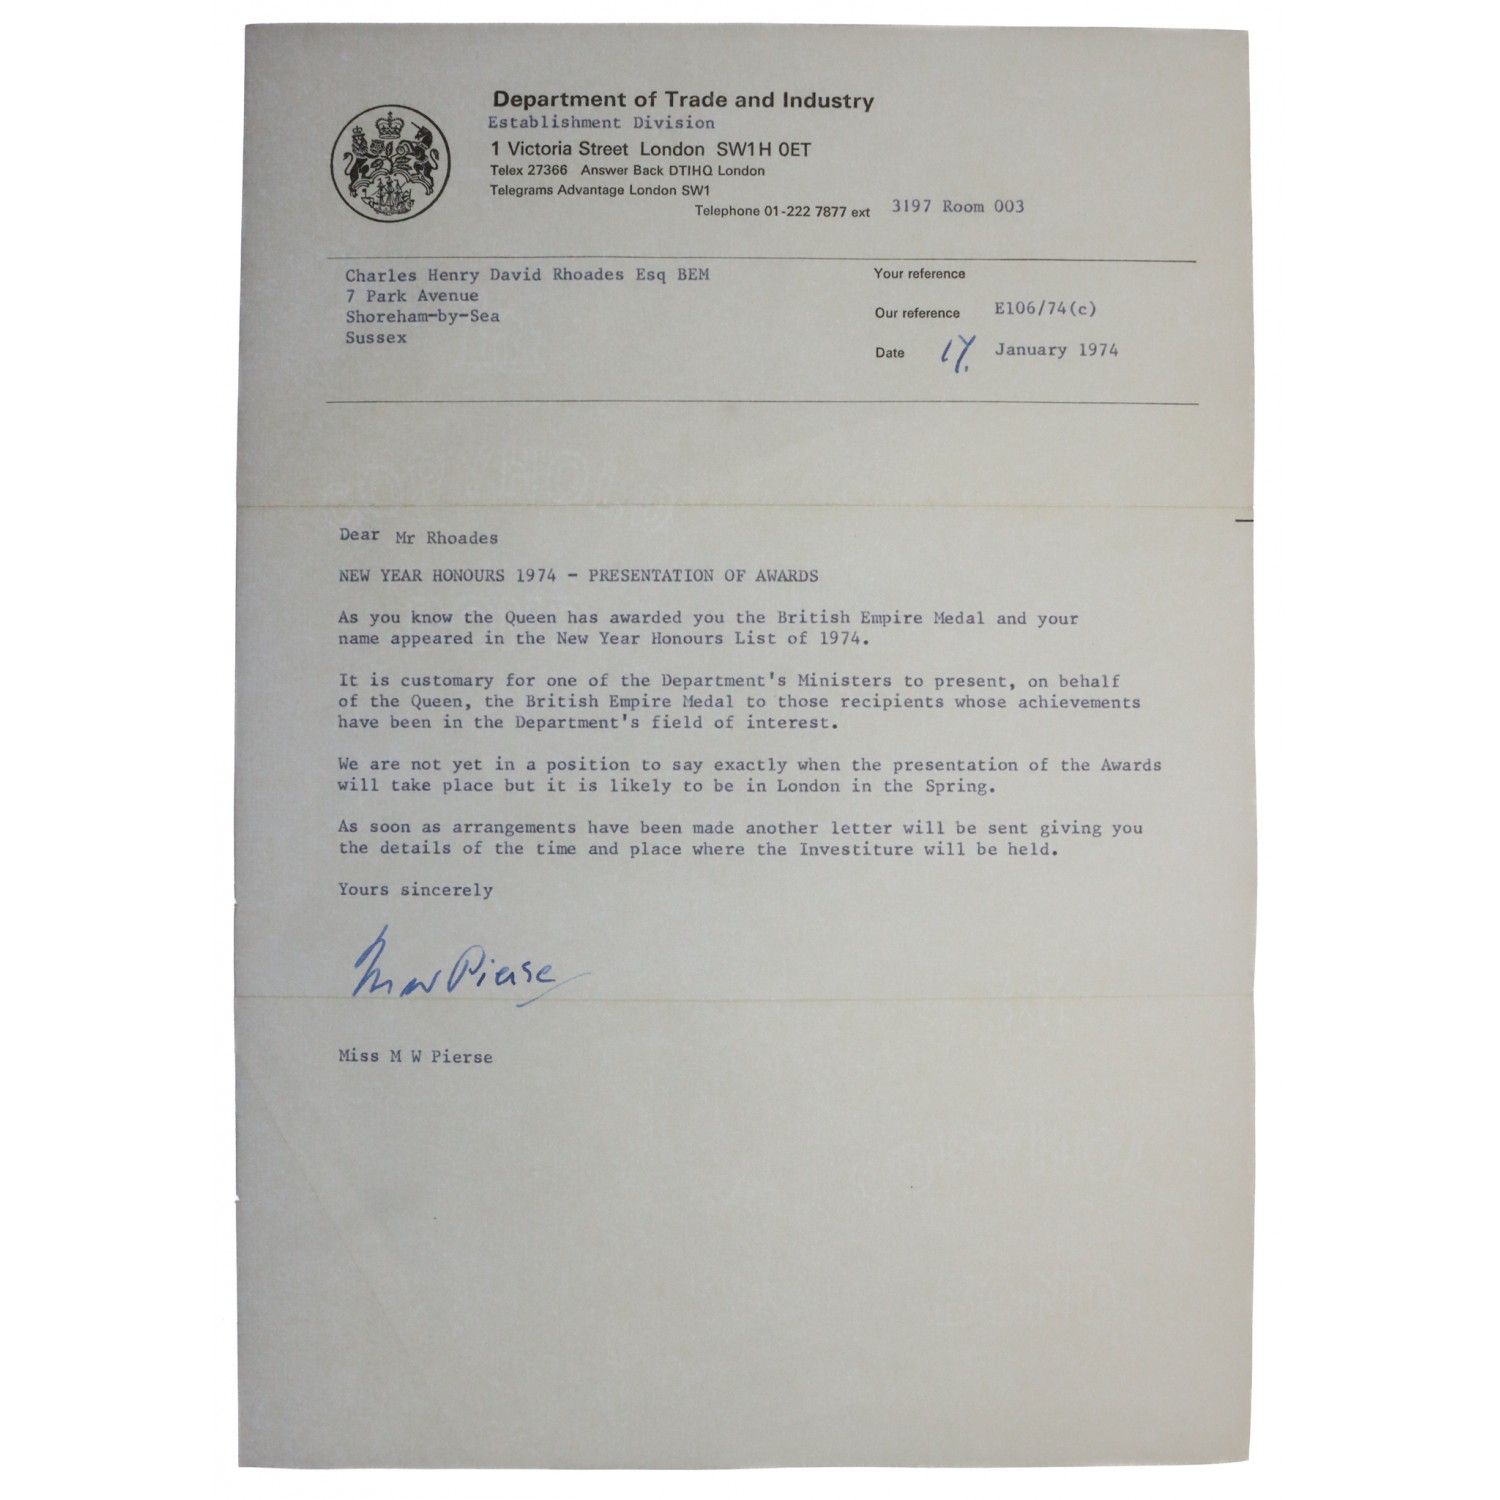 Department of Trade and Industry
Establishment Division
1 Victoria Street London SW1H 0ET
Telex 27366 Answer Back DTIHQ London
Telegrams Advantage London SW1
Telephone 01-222 7877 ext 3197 Room 003
Charles Henry David Rhoades Esq BEM
7 Park Avenue
Shoreham-by-Sea
Sussex
Your reference
Our reference E106/74(c)
Date 17. January 1974
Dear Mr Rhoades
NEW YEAR HONOURS 1974 - PRESENTATION OF AWARDS
As you know the Queen has awarded you the British Empire Medal and your
name appeared in the New Year Honours List of 1974.
It is customary for one of the Department's Ministers to present, on behalf
of the Queen, the British Empire Medal to those recipients whose achievements
have been in the Department's field of interest.
We are not yet in a position to say exactly when the presentation of the Awards
will take place but it is likely to be in London in the Spring.
As soon as arrangements have been made another letter will be sent giving you
the details of the time and place where the Investiture will be held.
Yours sincerely
Pierse
Miss M W Pierse